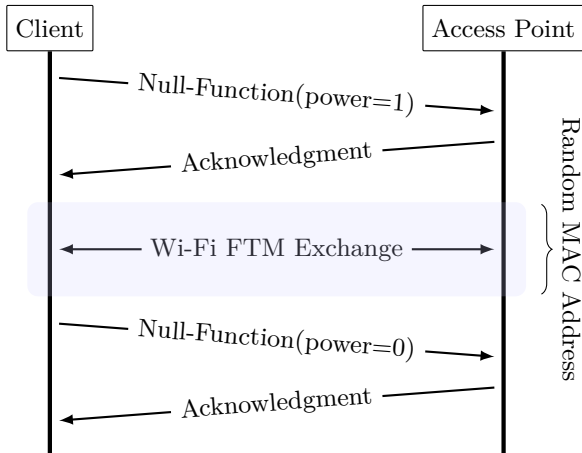 Client
Access Point
Null-Function(power=1)
Acknowledgment
Wi-Fi FTM Exchange
Random MAC Address
Null-Function(power=0)
Acknowledgment